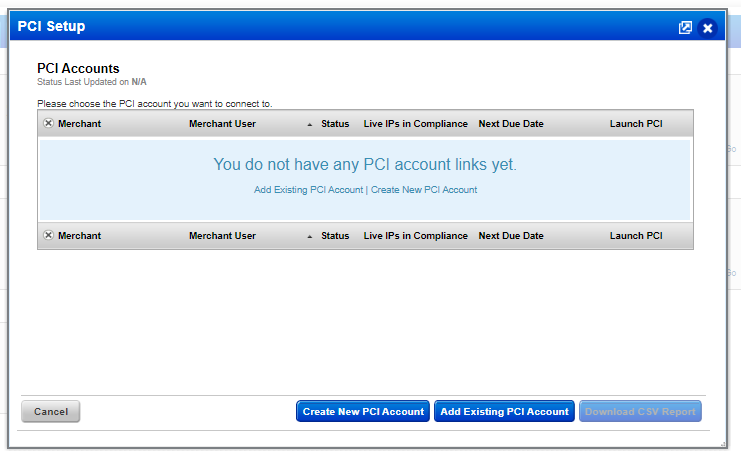 PCI Setup
PCI Accounts
Status Last Updated on N/A
Please choose the PCI account you want to connect to.
Merchant Merchant User Status Live IPs in Compliance Next Due Date Launch PCI
You do not have any PCI account links yet.
Add Existing PCI Account | Create New PCI Account
Merchant Merchant User Status Live IPs in Compliance Next Due Date Launch PCI
Cancel Create New PCI Account Add Existing PCI Account Download CSV Report